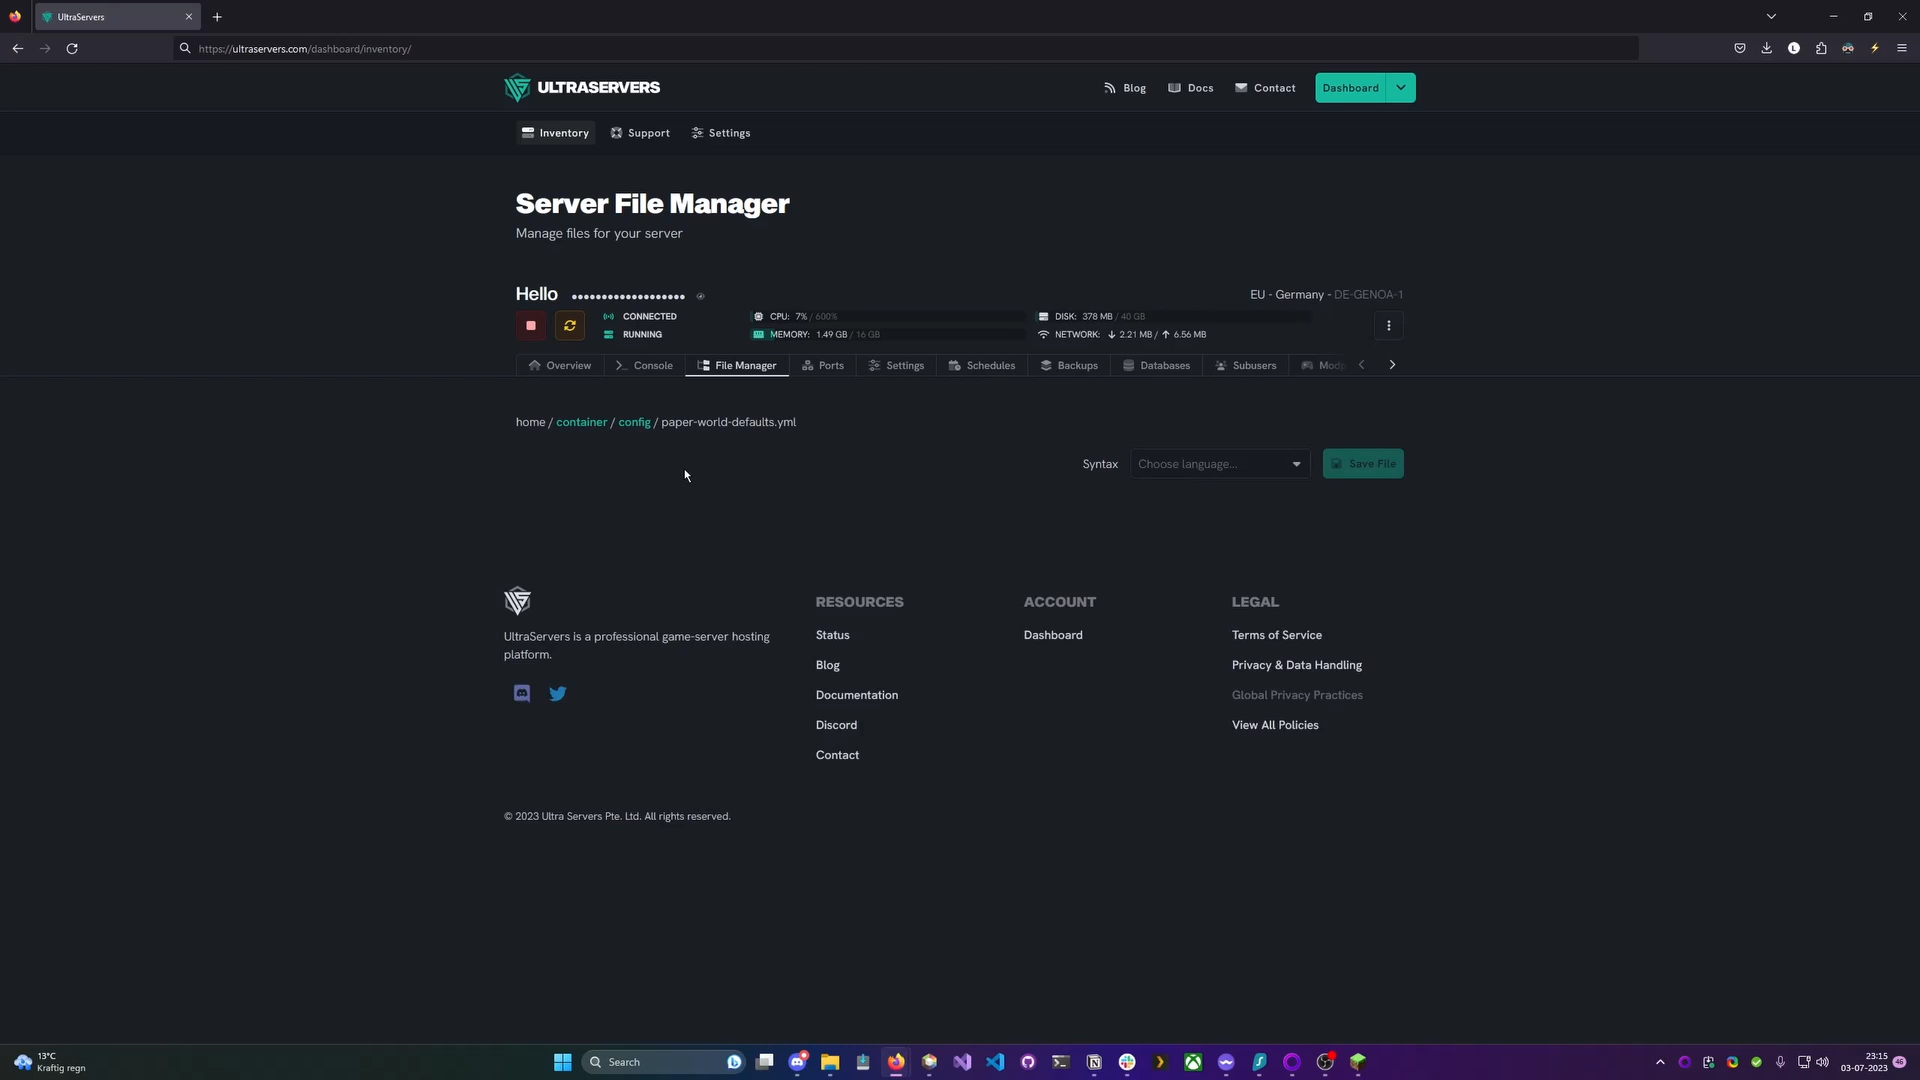 UltraServers
https://ultraservers.com/dashboard/inventory/
ULTRASERVERS
Blog
Docs
Contact
Dashboard
Inventory
Support
Settings
Server File Manager
Manage files for your server
Hello
EU - Germany - DE-GENOA-1
CONNECTED
CPU: 7% / 600%
DISK: 378 MB / 40 GB
RUNNING
MEMORY: 1.49 GB / 16 GB
NETWORK: 2.21 MB / 6.56 MB
Overview
Console
File Manager
Ports
Settings
Schedules
Backups
Databases
Subusers
home / container / config / paper-world-defaults.yml
Syntax
Choose language...
Save File
UltraServers is a professional game-server hosting
platform.
RESOURCES
Status
Blog
Documentation
Discord
Contact
ACCOUNT
Dashboard
LEGAL
Terms of Service
Privacy & Data Handling
Global Privacy Practices
View All Policies
© 2023 Ultra Servers Pte. Ltd. All rights reserved.
13°C
Kraftig regn
Search
23:15
03-07-2023
46